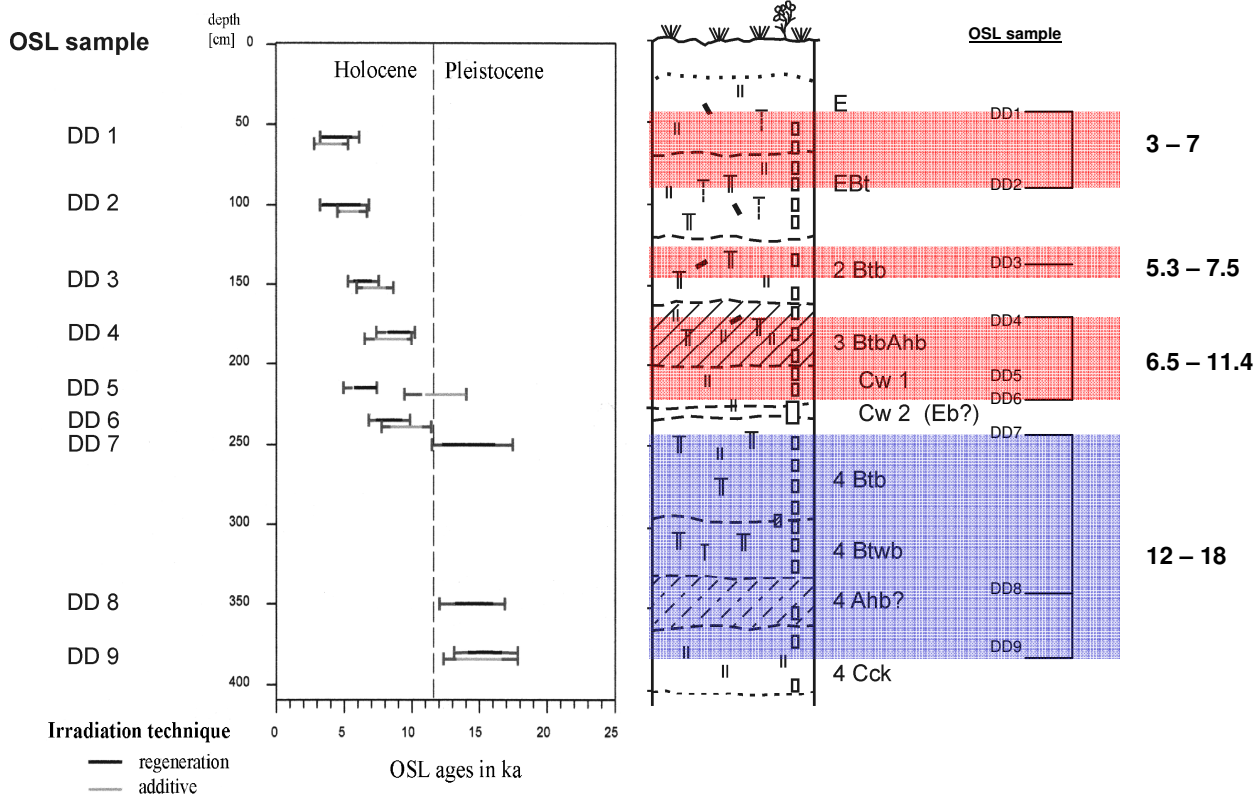 OSL sample
depth
[cm]
0
50
100
150
200
250
300
350
400
DD 1
DD 2
DD 3
DD 4
DD 5
DD 6
DD 7
DD 8
DD 9
Holocene
Pleistocene
0
5
10
15
20
25
OSL ages in ka
Irradiation technique
regeneration
additive
OSL sample
E
EBt
2 Btb
3 BtbAhb
Cw 1
Cw 2 (Eb?)
4 Btb
4 Btwb
4 Ahb?
4 Cck
DD1
DD2
DD3
DD4
DD5
DD6
DD7
DD8
DD9
3 – 7
5.3 – 7.5
6.5 – 11.4
12 – 18